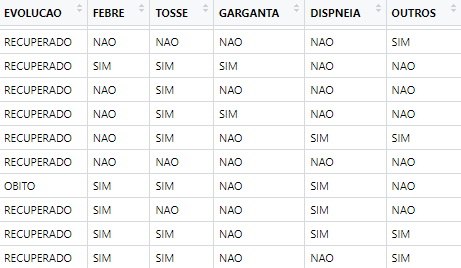 EVOLUCAO FEBRE TOSSE GARGANTA DISPNEIA OUTROS
RECUPERADO NAO NAO NAO NAO SIM
RECUPERADO SIM SIM SIM NAO NAO
RECUPERADO NAO SIM NAO NAO NAO
RECUPERADO NAO SIM SIM NAO NAO
RECUPERADO NAO SIM NAO SIM SIM
RECUPERADO NAO NAO NAO NAO NAO
OBITO SIM SIM NAO SIM NAO
RECUPERADO SIM NAO NAO SIM NAO
RECUPERADO SIM SIM NAO SIM SIM
RECUPERADO SIM SIM NAO NAO SIM